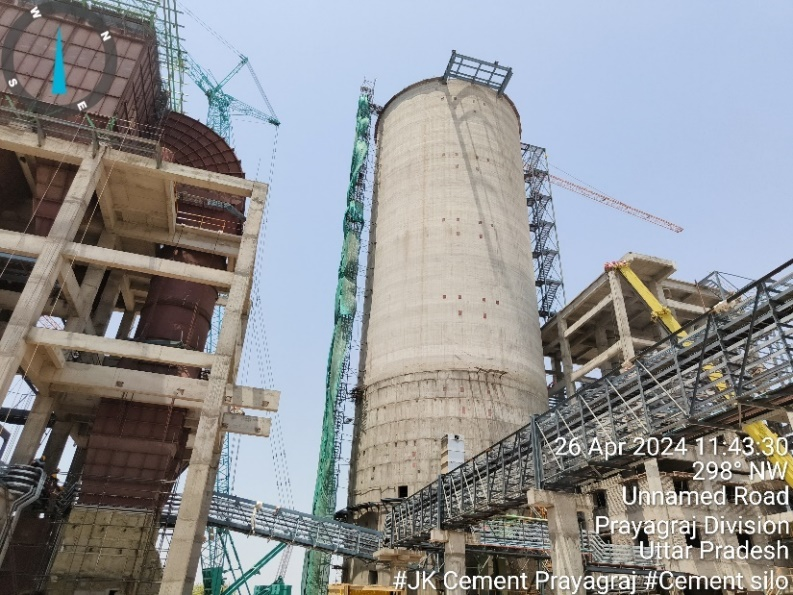 W
N
S
E
26 Apr 2024 11:43:30
298° NW
Unnamed Road
Prayagraj Division
Uttar Pradesh
#JK Cement Prayagraj #Cement silo